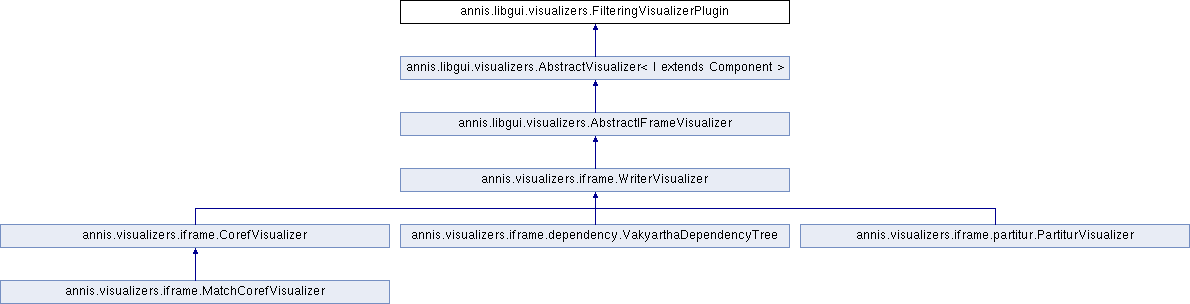 annis.libgui.visualizers.FilteringVisualizerPlugin
annis.libgui.visualizers.AbstractVisualizer< I extends Component >
annis.libgui.visualizers.AbstractIFrameVisualizer
annis.visualizers.iframe.WriterVisualizer
annis.visualizers.iframe.CorefVisualizer
annis.visualizers.iframe.dependency.VakyarthaDependencyTree
annis.visualizers.iframe.partitur.PartiturVisualizer
annis.visualizers.iframe.MatchCorefVisualizer